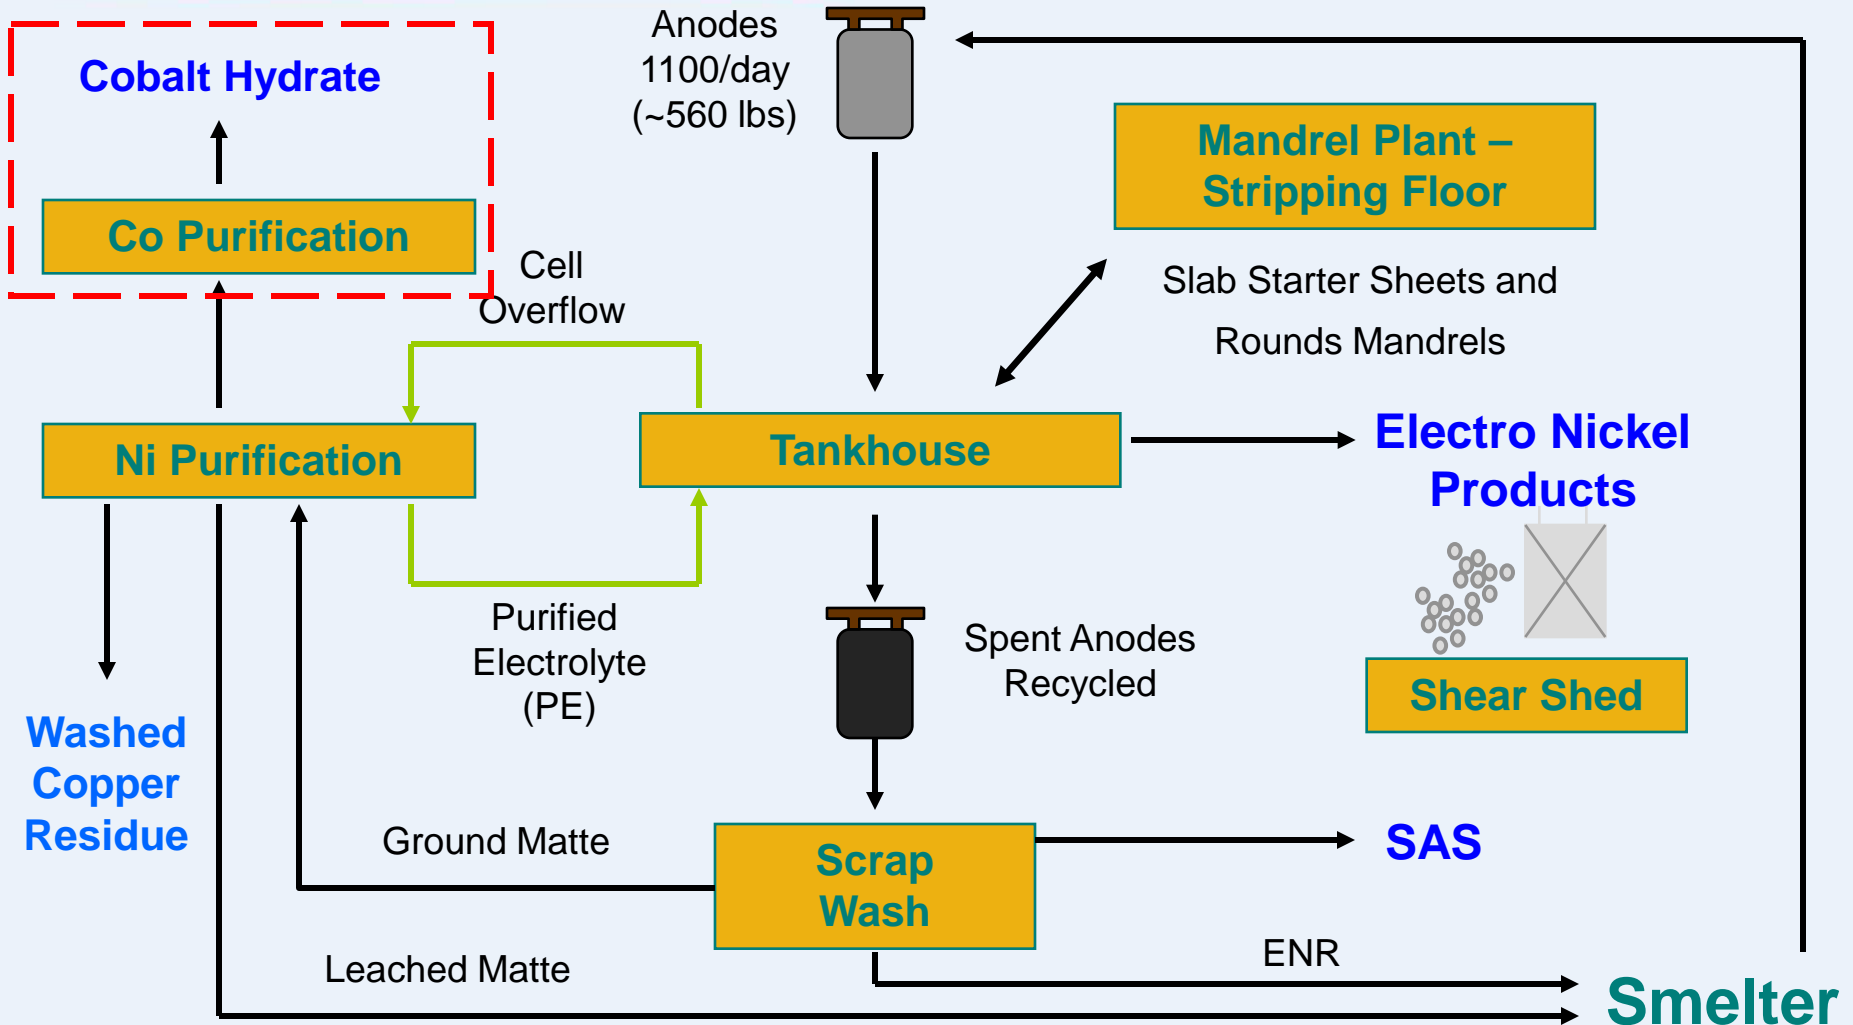 Anodes
1100/day
(~560 lbs)
Cobalt Hydrate
Co Purification
Mandrel Plant –
Stripping Floor
Cell
Overflow
Slab Starter Sheets and
Rounds Mandrels
Ni Purification
Tankhouse
Electro Nickel
Products
Purified
Electrolyte
(PE)
Spent Anodes
Recycled
Shear Shed
Washed
Copper
Residue
Ground Matte
Scrap
Wash
SAS
Leached Matte
ENR
Smelter